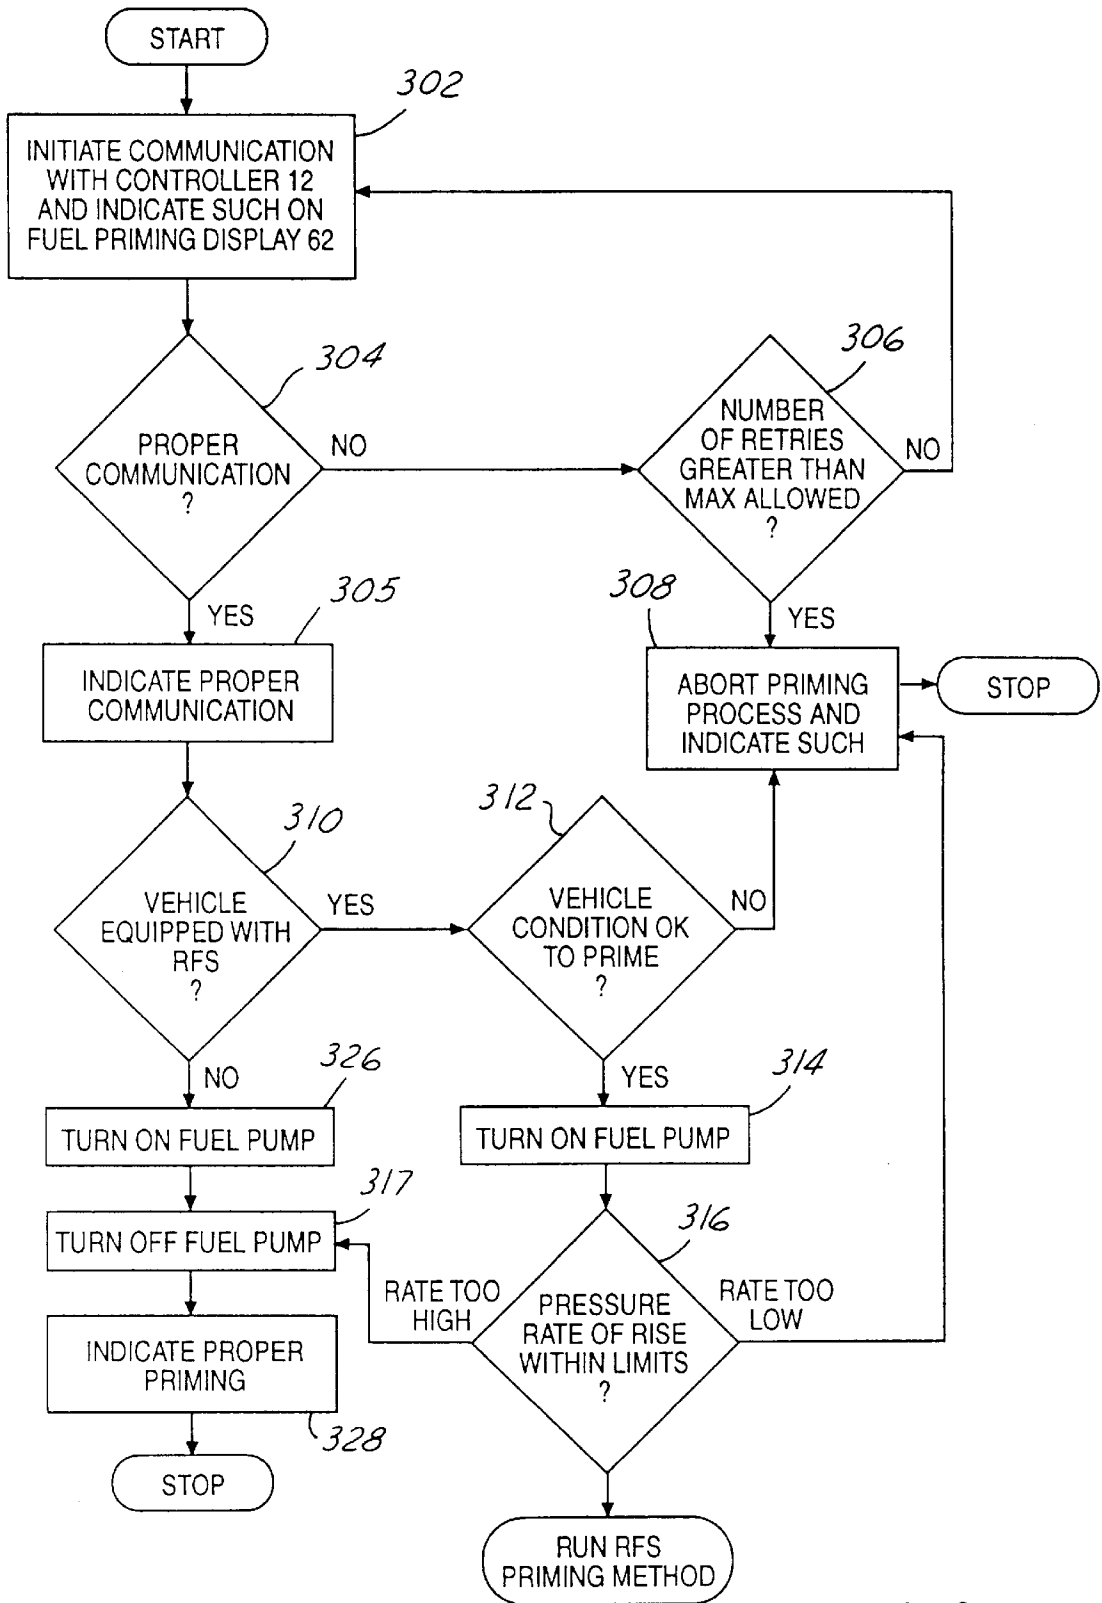 START
302
INITIATE COMMUNICATION
WITH CONTROLLER 12
AND INDICATE SUCH ON
FUEL PRIMING DISPLAY 62
304
PROPER
COMMUNICATION
?
NO
306
NUMBER
OF RETRIES
GREATER THAN
MAX ALLOWED
?
NO
YES
305
INDICATE PROPER
COMMUNICATION
YES
308
ABORT PRIMING
PROCESS AND
INDICATE SUCH
STOP
310
VEHICLE
EQUIPPED WITH
RFS
?
YES
312
VEHICLE
CONDITION OK
TO PRIME
?
NO
NO
326
TURN ON FUEL PUMP
YES
314
TURN ON FUEL PUMP
317
TURN OFF FUEL PUMP
316
PRESSURE
RATE OF RISE
WITHIN LIMITS
?
RATE TOO
HIGH
RATE TOO
LOW
INDICATE PROPER
PRIMING
328
STOP
RUN RFS
PRIMING METHOD